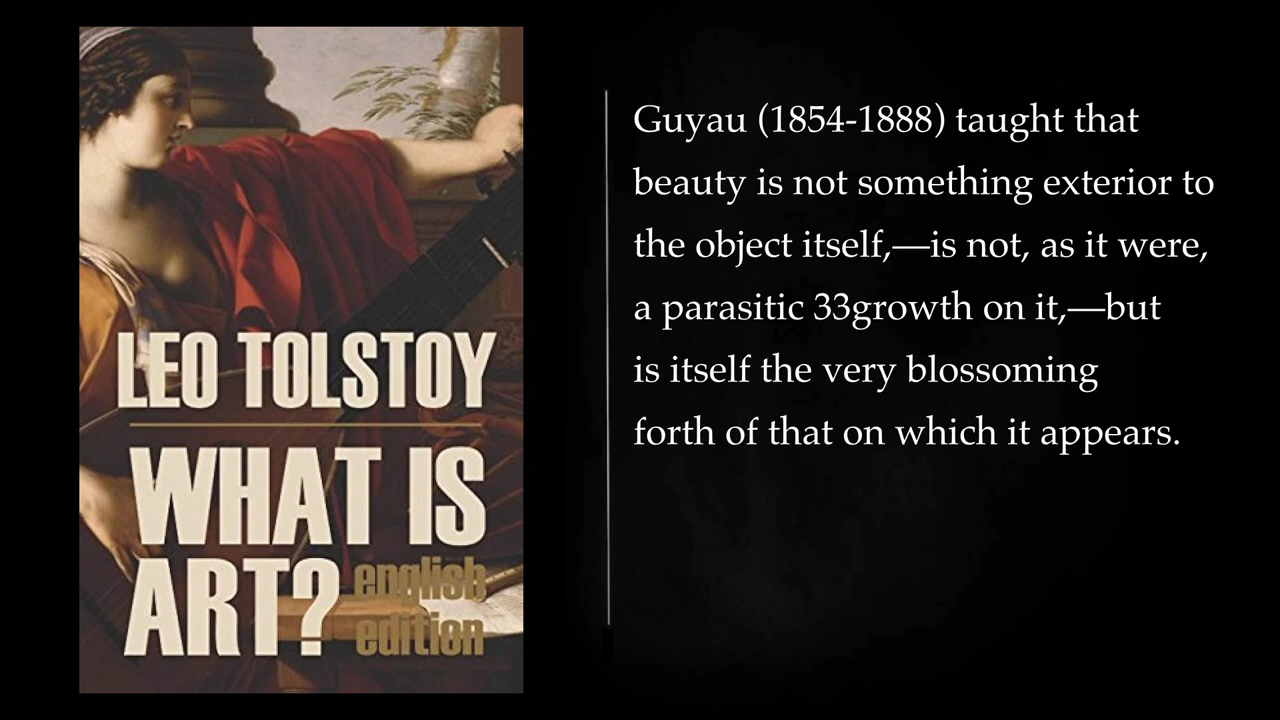 LEO TOLSTOY
WHAT IS
ART?
english
edition
Guyau (1854-1888) taught that
beauty is not something exterior to
the object itself,—is not, as it were,
a parasitic 33growth on it,—but
is itself the very blossoming
forth of that on which it appears.